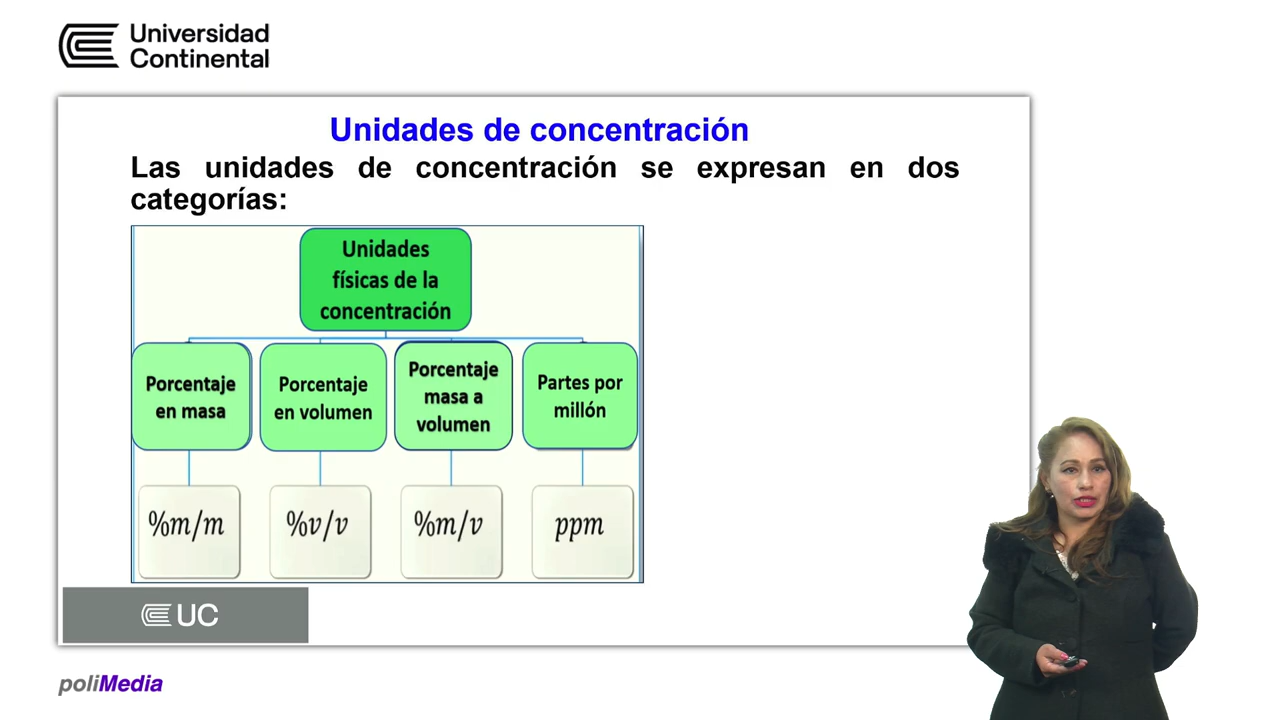 Universidad
Continental
Unidades de concentración
Las unidades de concentración se expresan en dos
categorías:
Unidades
físicas de la
concentración
Porcentaje
en masa
Porcentaje
en volumen
Porcentaje
masa a
volumen
Partes por
millón
%m/m
%v/v
%m/v
ppm
UC
poliMedia